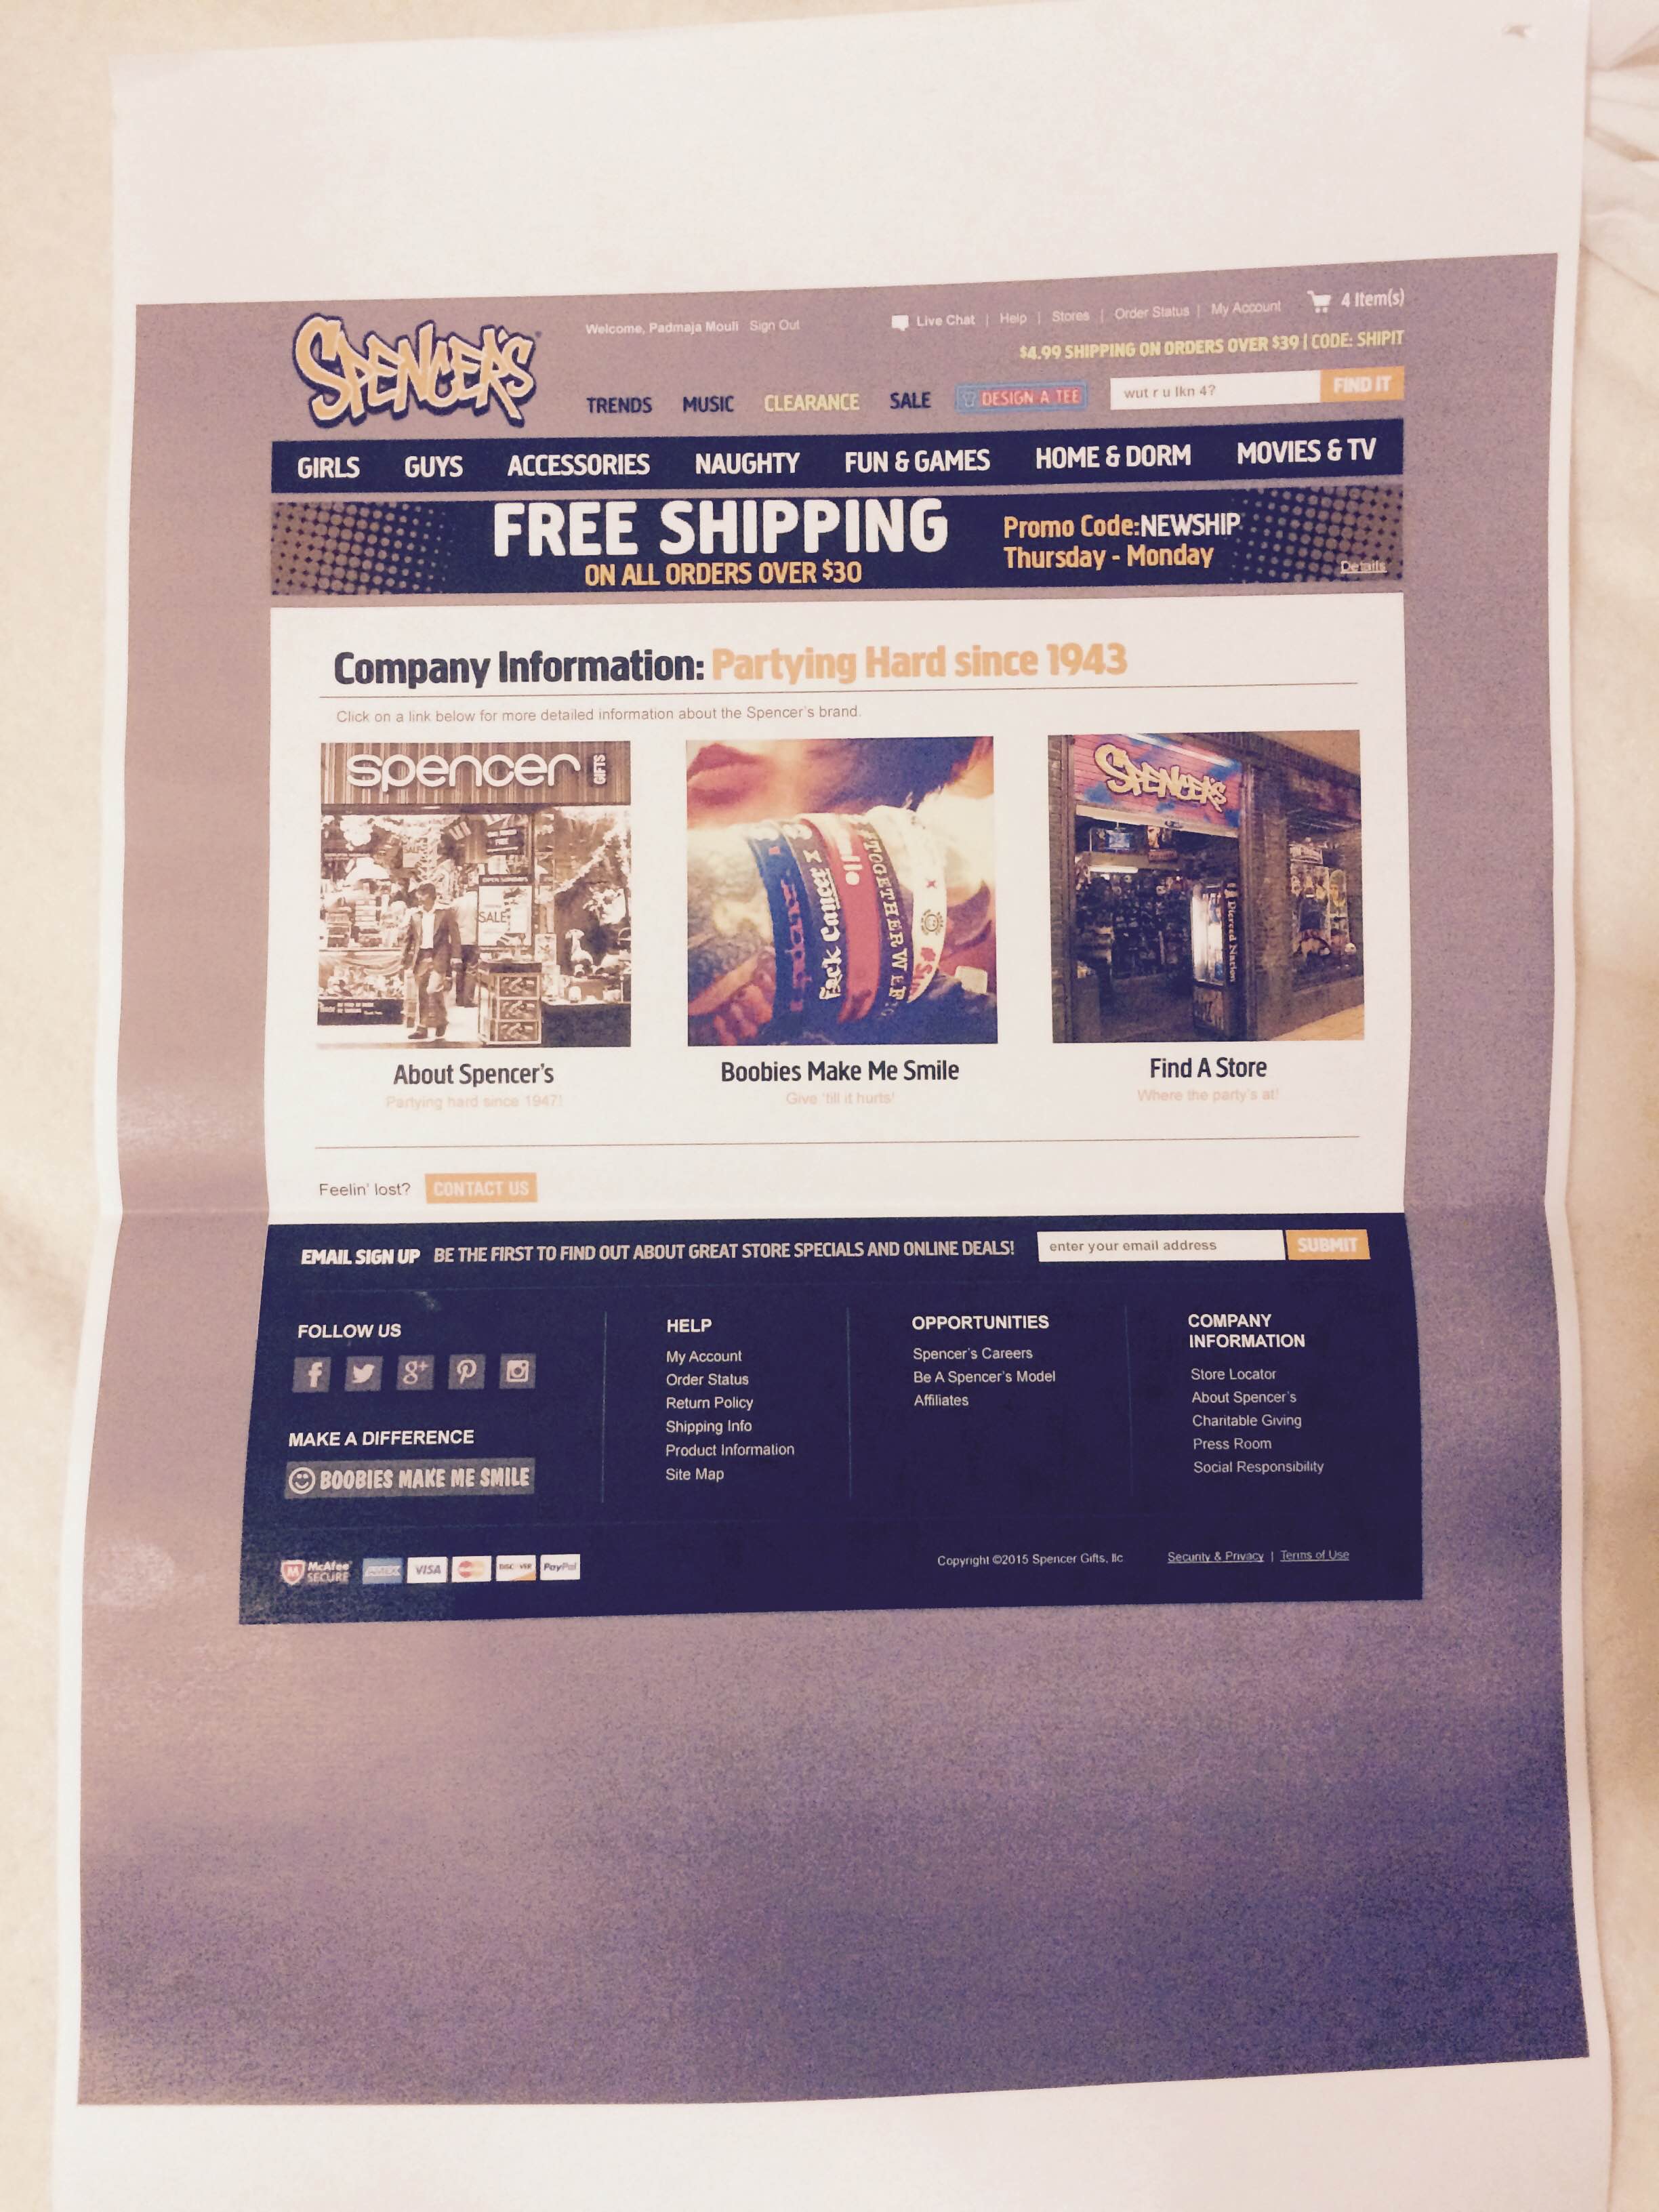 SPENCER'S
Welcome, Padmaja Mouli Sign Out
Live Chat | Help | Stores | Order Status | My Account
4 Item(s)
$4.99 SHIPPING ON ORDERS OVER $39 | CODE: SHIPIT
TRENDS MUSIC CLEARANCE SALE DESIGN A TEE
wut r u lkn 4? FIND IT
GIRLS GUYS ACCESSORIES NAUGHTY FUN & GAMES HOME & DORM MOVIES & TV
FREE SHIPPING
ON ALL ORDERS OVER $30
Promo Code:NEWSHIP
Thursday - Monday
Details
Company Information: Partying Hard since 1943
Click on a link below for more detailed information about the Spencer's brand.
spencer GIFTS
OPEN SUNDAYS
SALE
F*ck Cancer X
TOGETHER WE
SPENCER'S
Pierced Nation
About Spencer's
Partying hard since 1947!
Boobies Make Me Smile
Give 'till it hurts!
Find A Store
Where the party's at!
Feelin' lost? CONTACT US
EMAIL SIGN UP BE THE FIRST TO FIND OUT ABOUT GREAT STORE SPECIALS AND ONLINE DEALS!
enter your email address SUBMIT
FOLLOW US
f g+
MAKE A DIFFERENCE
BOOBIES MAKE ME SMILE
HELP
My Account
Order Status
Return Policy
Shipping Info
Product Information
Site Map
OPPORTUNITIES
Spencer's Careers
Be A Spencer's Model
Affiliates
COMPANY
INFORMATION
Store Locator
About Spencer's
Charitable Giving
Press Room
Social Responsibility
McAfee
SECURE
AMEX VISA DISCOVER PayPal
Copyright ©2015 Spencer Gifts, llc
Security & Privacy | Terms of Use